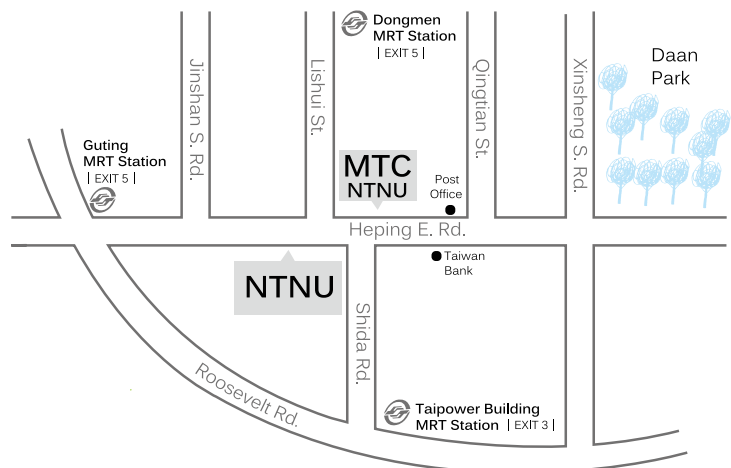 Dongmen
MRT Station
| EXIT 5 |
Daan
Park
Jinshan S. Rd.
Lishui St.
Qingtian St.
Xinsheng S. Rd.
Guting
MRT Station
| EXIT 5 |
MTC
NTNU
Post
Office
Heping E. Rd.
NTNU
Taiwan
Bank
Shida Rd.
Roosevelt Rd.
Taipower Building
MRT Station | EXIT 3 |